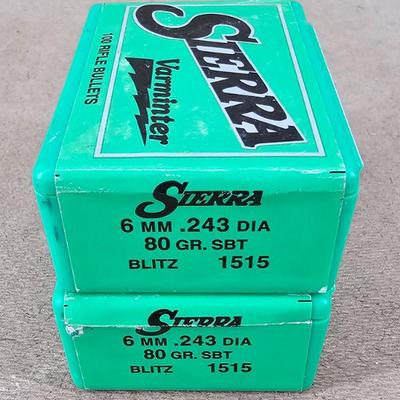 SIERRA
Varminter
100 RIFLE BULLETS
SIERRA
6 MM .243 DIA
80 GR. SBT
BLITZ 1515
SIERRA
6 MM .243 DIA
80 GR. SBT
BLITZ 1515